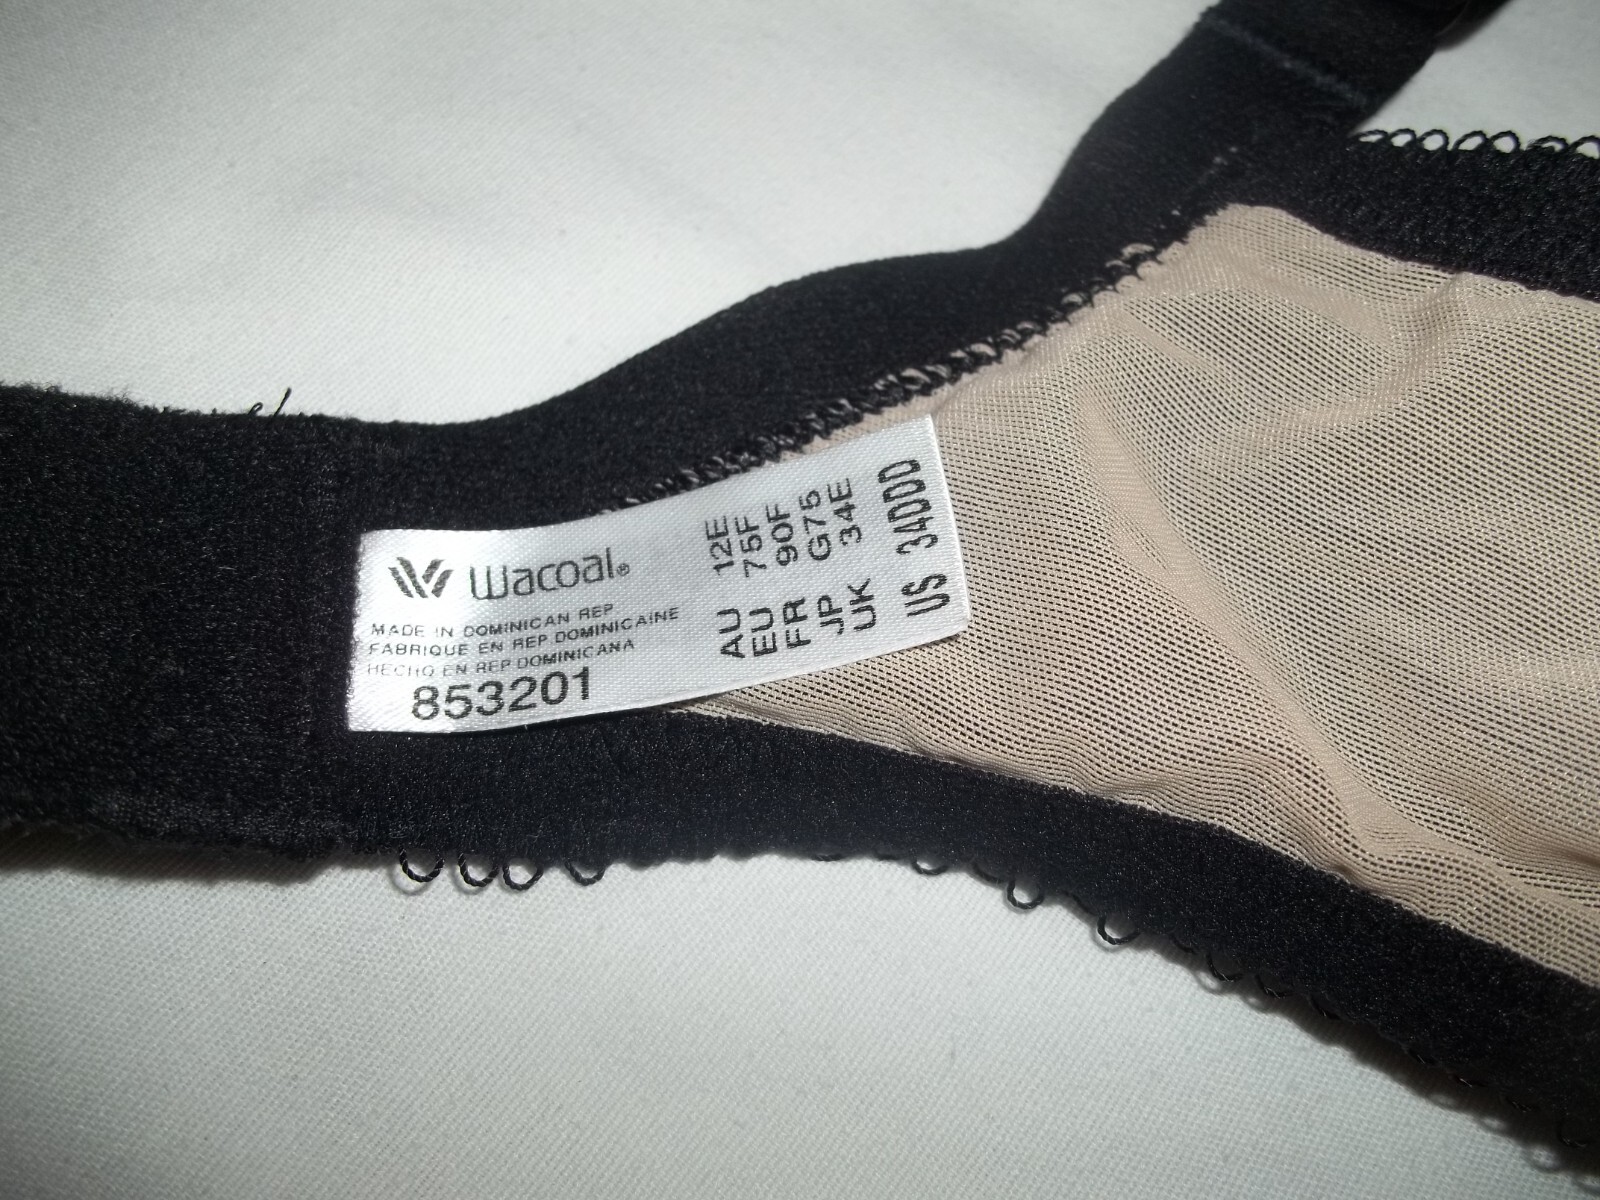 Wacoal®
MADE IN DOMINICAN REP.
FABRIQUE EN REP DOMINICAINE
HECHO EN REP DOMINICANA
853201
AU 12E
EU 75F
FR 90F
JP G75
UK 34E
US 34DDD